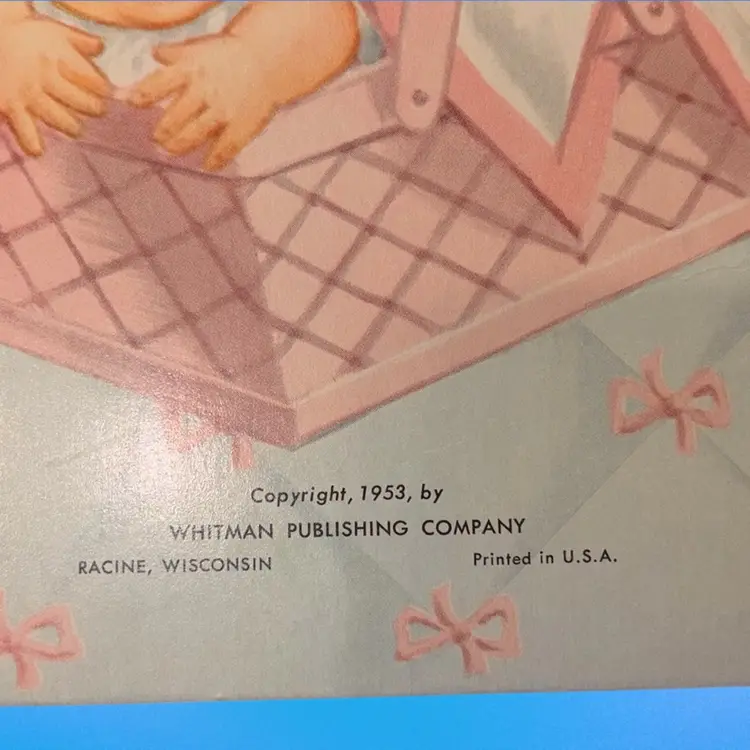 Copyright, 1953, by
WHITMAN PUBLISHING COMPANY
RACINE, WISCONSIN Printed in U.S.A.